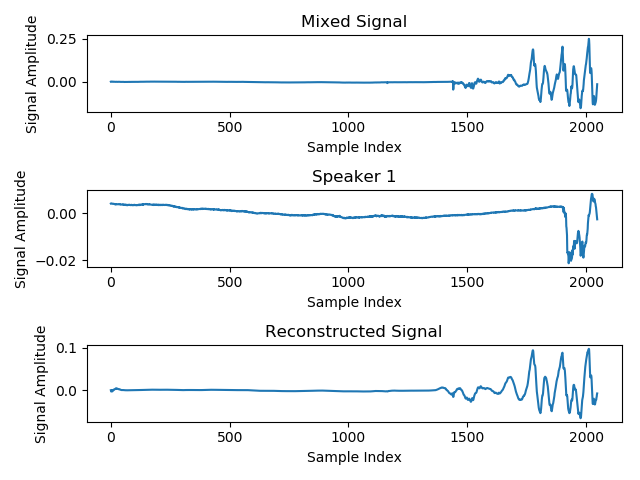 Mixed Signal
Signal Amplitude
0.25
0.00
0 500 1000 1500 2000
Sample Index
Speaker 1
Signal Amplitude
0.00
−0.02
0 500 1000 1500 2000
Sample Index
Reconstructed Signal
Signal Amplitude
0.1
0.0
0 500 1000 1500 2000
Sample Index